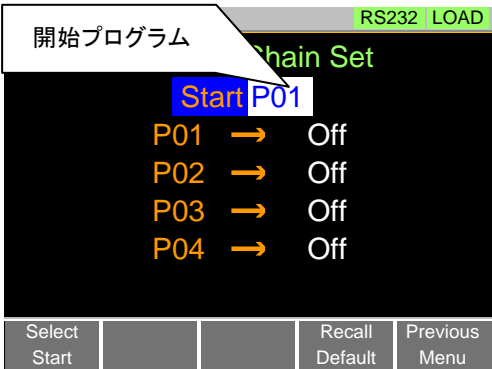 RS232 LOAD
開始プログラム
hain Set
Start P01
P01 → Off
P02 → Off
P03 → Off
P04 → Off
Select Start
Recall Default
Previous Menu